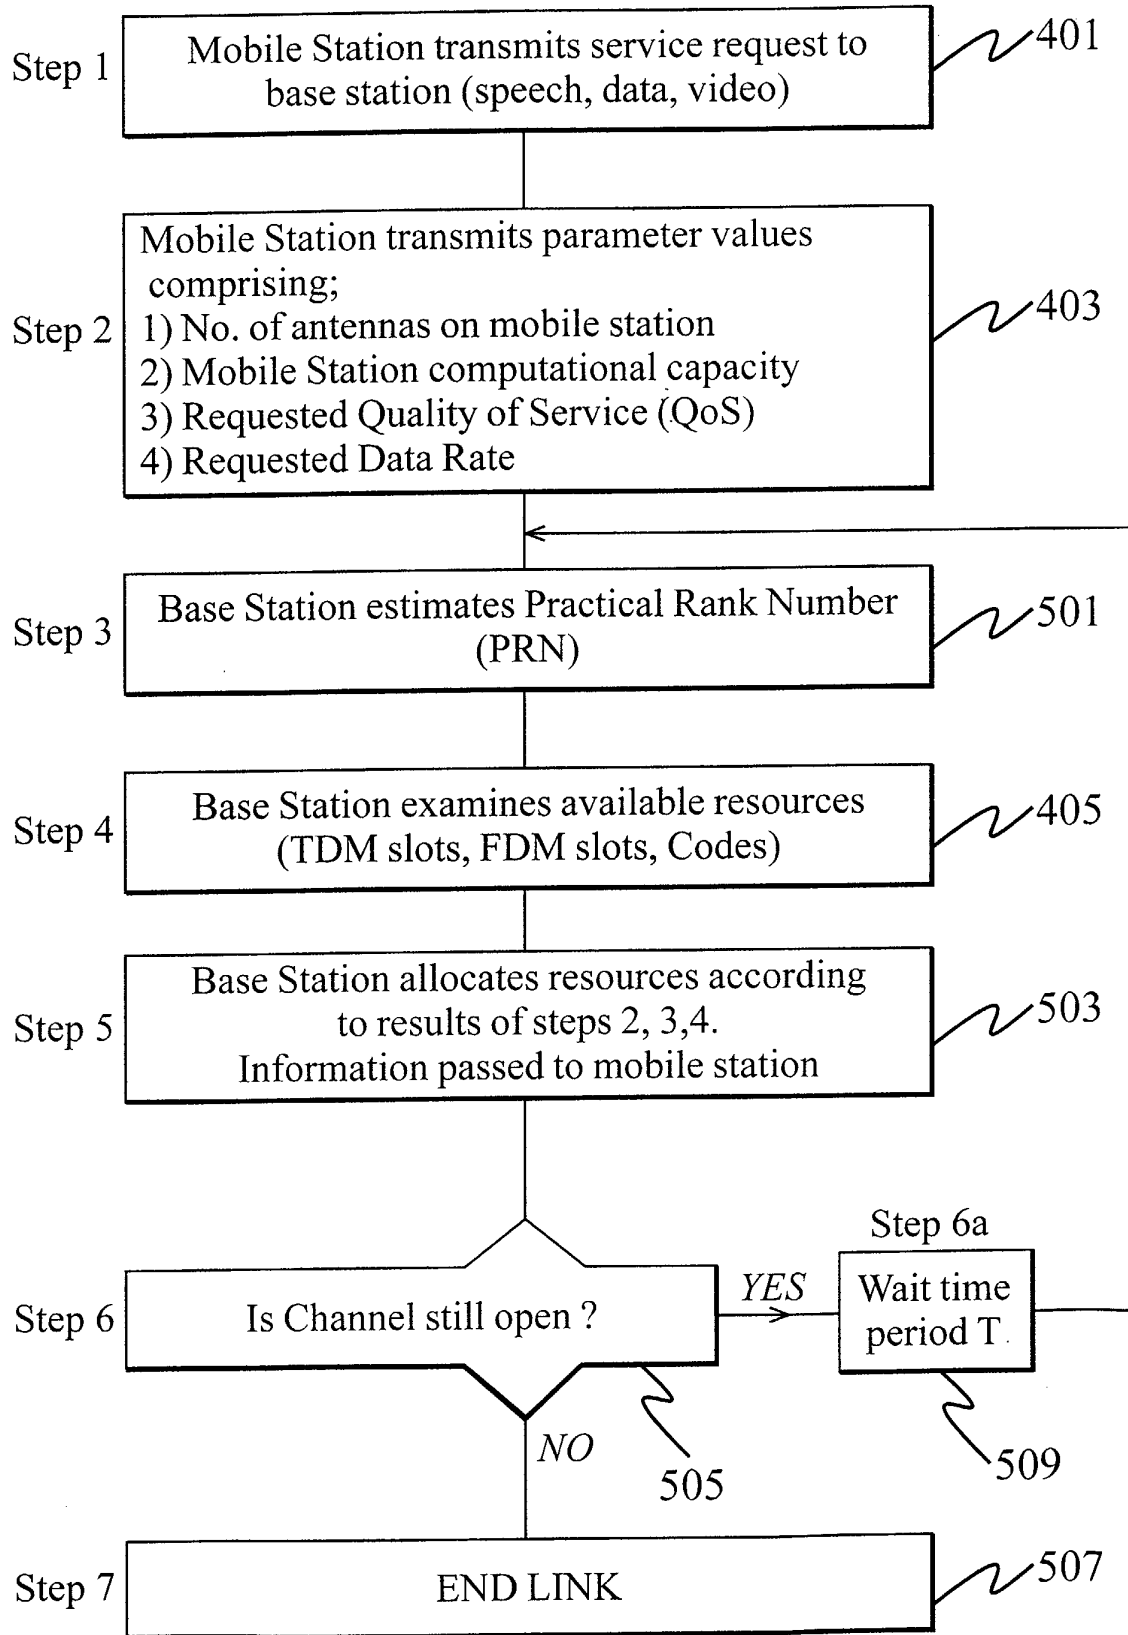 Step 1
Mobile Station transmits service request to
base station (speech, data, video)
401
Step 2
Mobile Station transmits parameter values
comprising;
1) No. of antennas on mobile station
2) Mobile Station computational capacity
3) Requested Quality of Service (QoS)
4) Requested Data Rate
403
Step 3
Base Station estimates Practical Rank Number
(PRN)
501
Step 4
Base Station examines available resources
(TDM slots, FDM slots, Codes)
405
Step 5
Base Station allocates resources according
to results of steps 2, 3,4.
Information passed to mobile station
503
Step 6
Is Channel still open ?
YES
Step 6a
Wait time
period T
505
509
NO
Step 7
END LINK
507